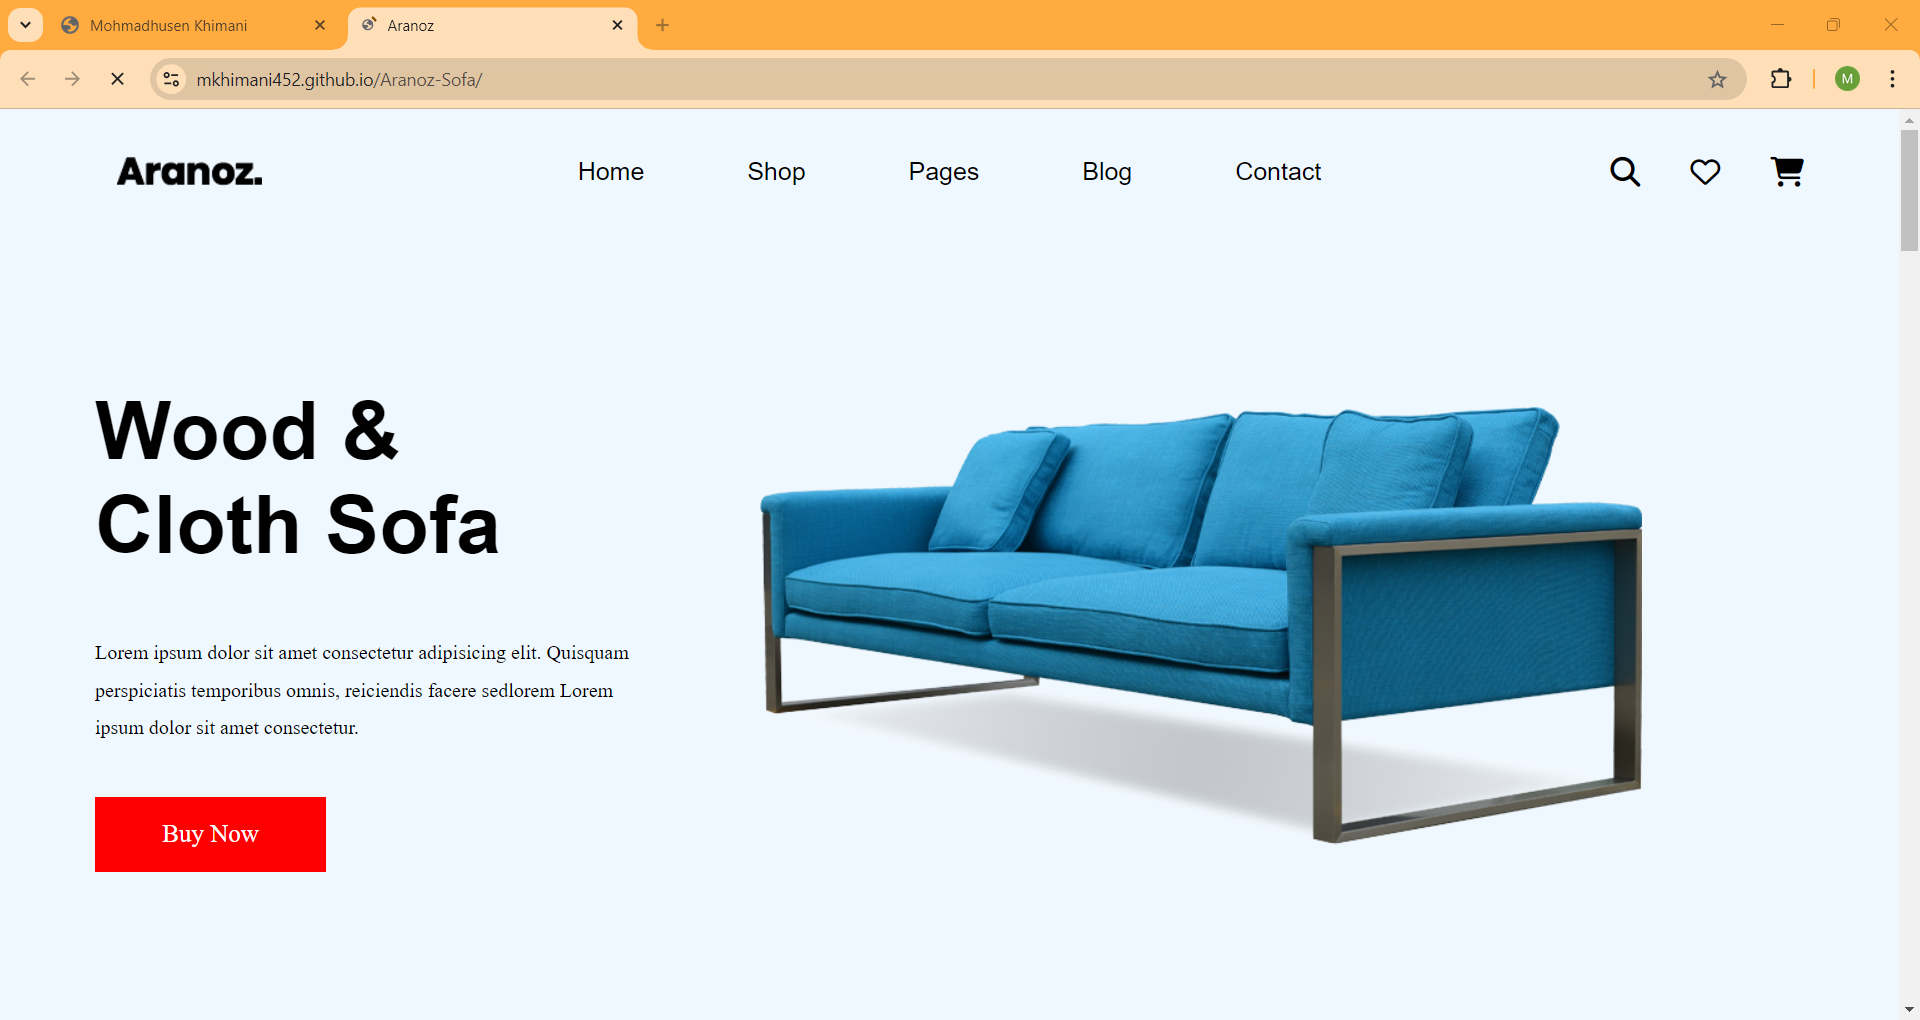 Mohmadhusen Khimani
Aranoz
mkhimani452.github.io/Aranoz-Sofa/
M
Aranoz.
Home
Shop
Pages
Blog
Contact
Wood &
Cloth Sofa
Lorem ipsum dolor sit amet consectetur adipisicing elit. Quisquam
perspiciatis temporibus omnis, reiciendis facere sedlorem Lorem
ipsum dolor sit amet consectetur.
Buy Now